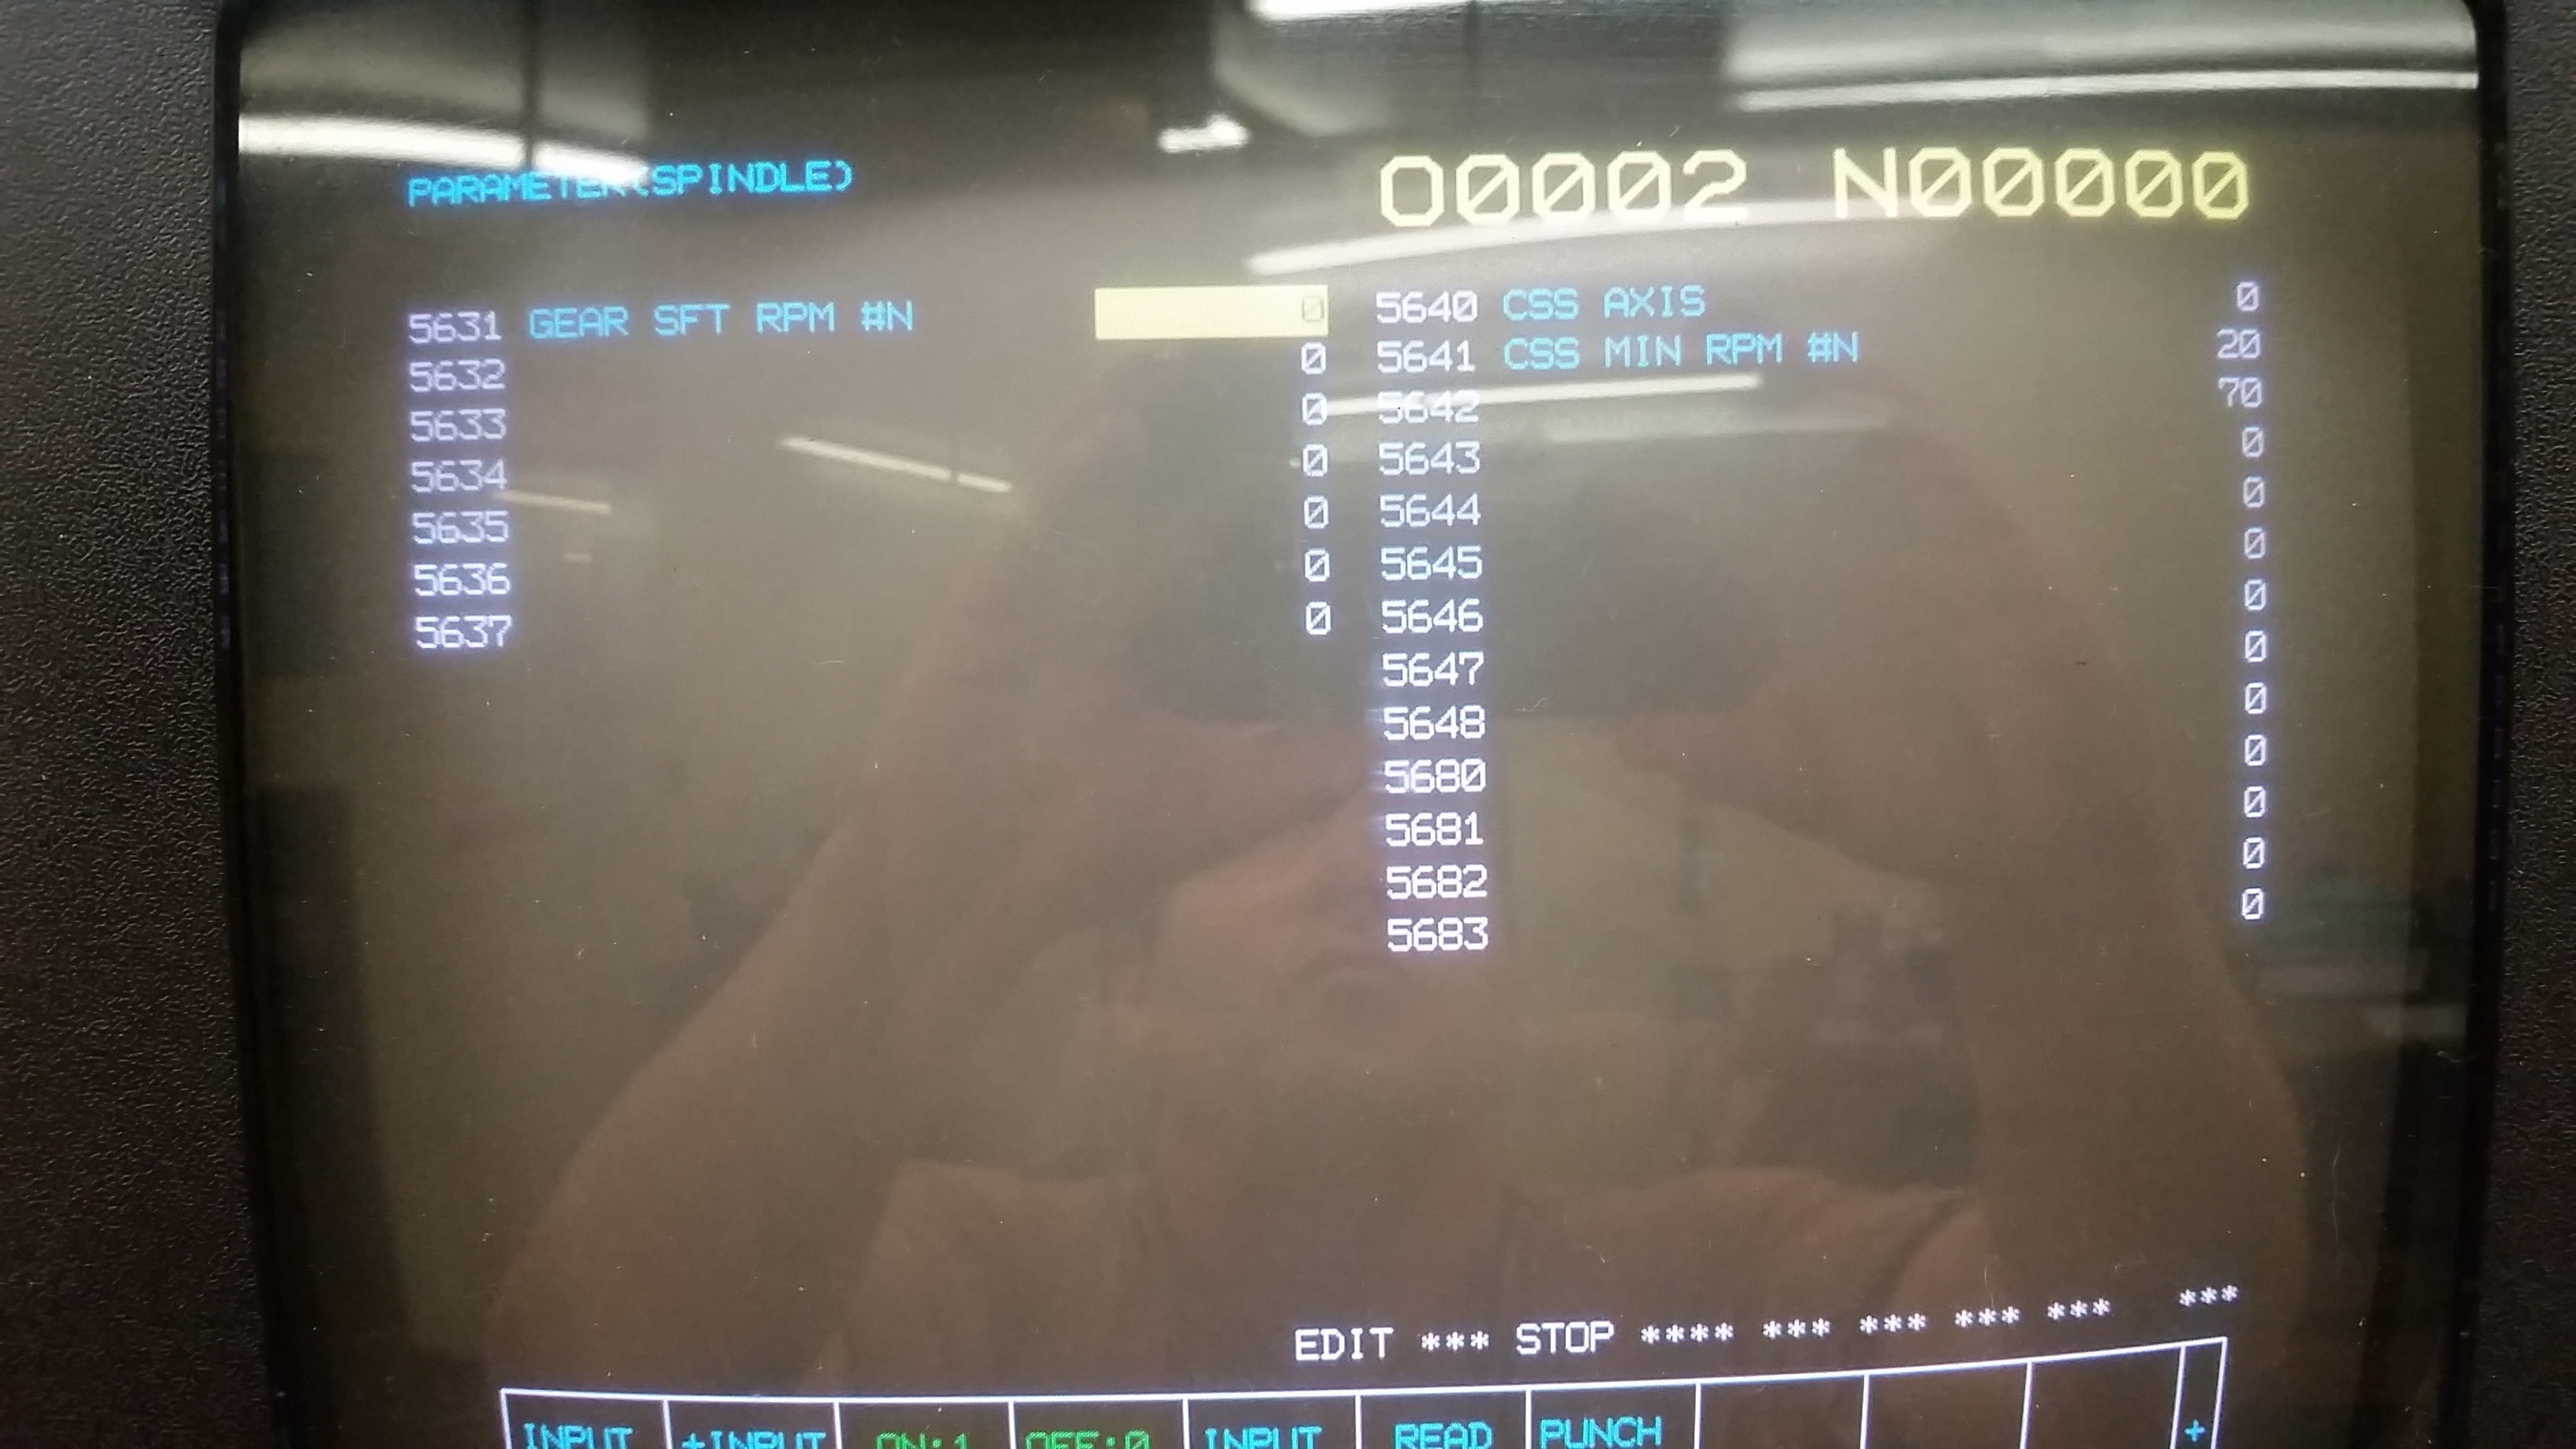 PARAMETER(SPINDLE) O0002 N00000
5631 GEAR SFT RPM #N 0 5640 CSS AXIS 0
5632 0 5641 CSS MIN RPM #N 20
5633 0 5642 70
5634 0 5643 0
5635 0 5644 0
5636 0 5645 0
5637 0 5646 0
5647 0
5648 0
5680 0
5681 0
5682 0
5683 0
EDIT *** STOP **** *** *** *** *** ***
INPUT +INPUT ON:1 OFF:0 INPUT READ PUNCH +